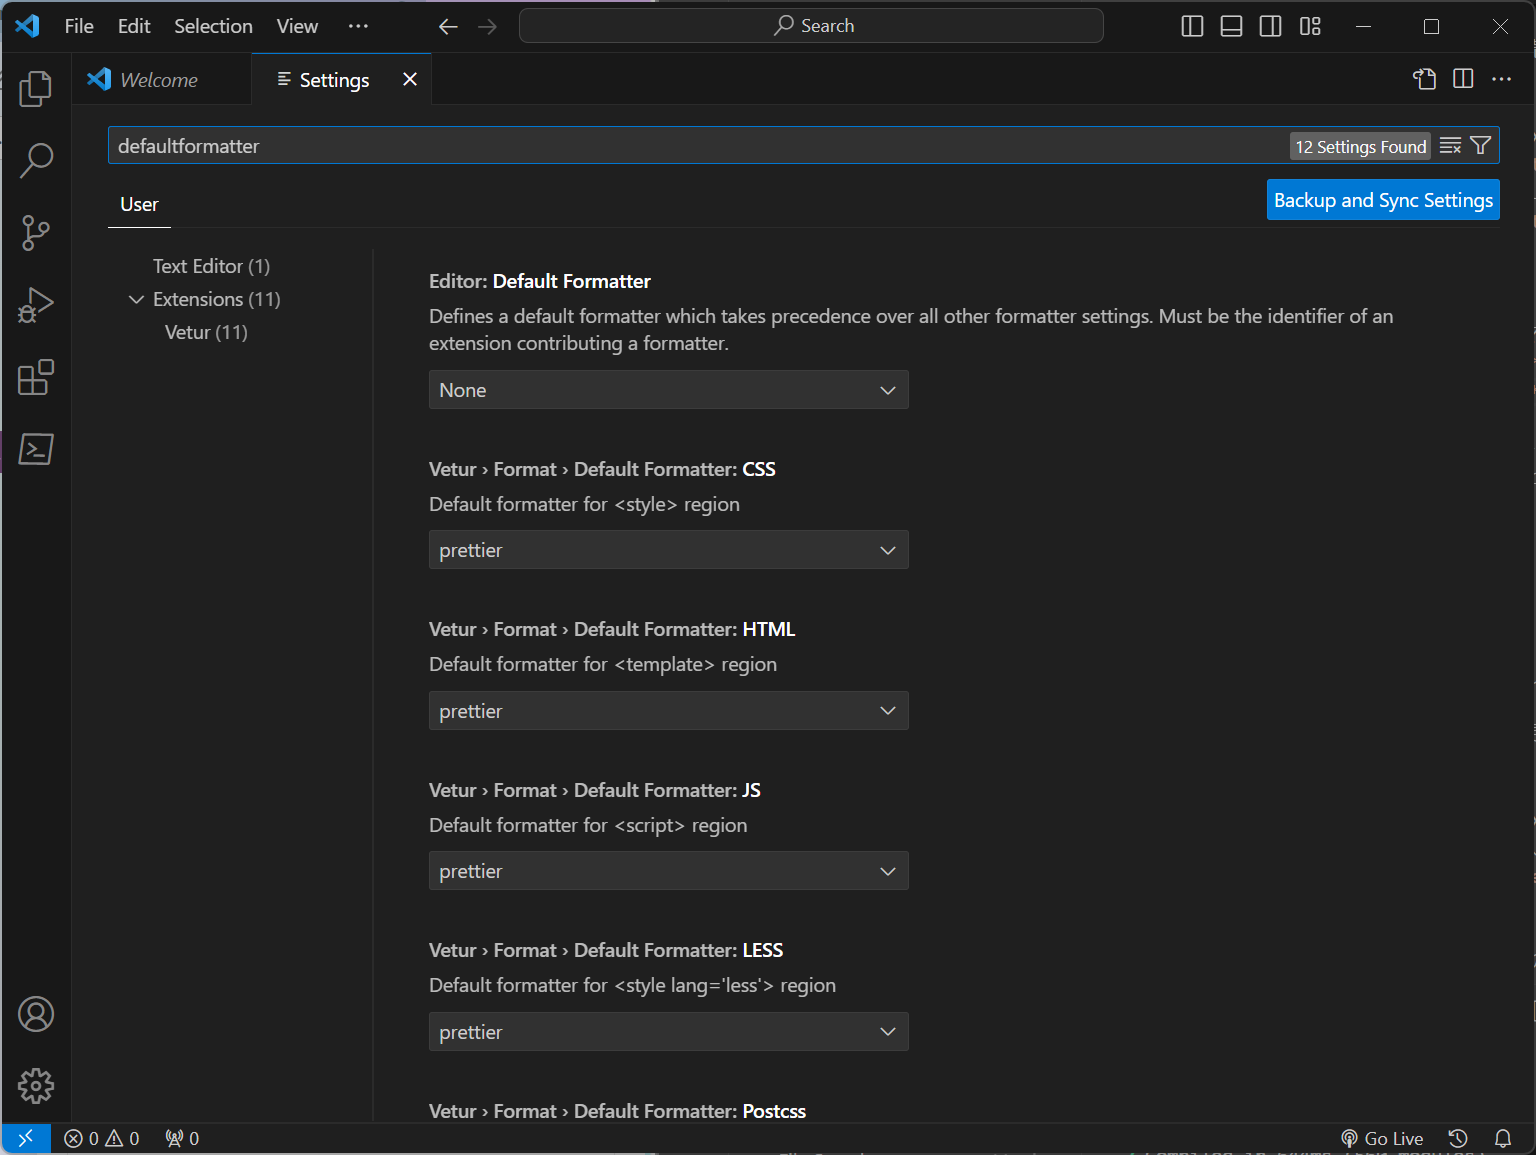 File Edit Selection View ··· Search
Welcome Settings
defaultformatter 12 Settings Found
User Backup and Sync Settings
Text Editor (1)
Extensions (11)
Vetur (11)
Editor: Default Formatter
Defines a default formatter which takes precedence over all other formatter settings. Must be the identifier of an
extension contributing a formatter.
None
Vetur › Format › Default Formatter: CSS
Default formatter for <style> region
prettier
Vetur › Format › Default Formatter: HTML
Default formatter for <template> region
prettier
Vetur › Format › Default Formatter: JS
Default formatter for <script> region
prettier
Vetur › Format › Default Formatter: LESS
Default formatter for <style lang='less'> region
prettier
Vetur › Format › Default Formatter: Postcss
0 0 0 Go Live